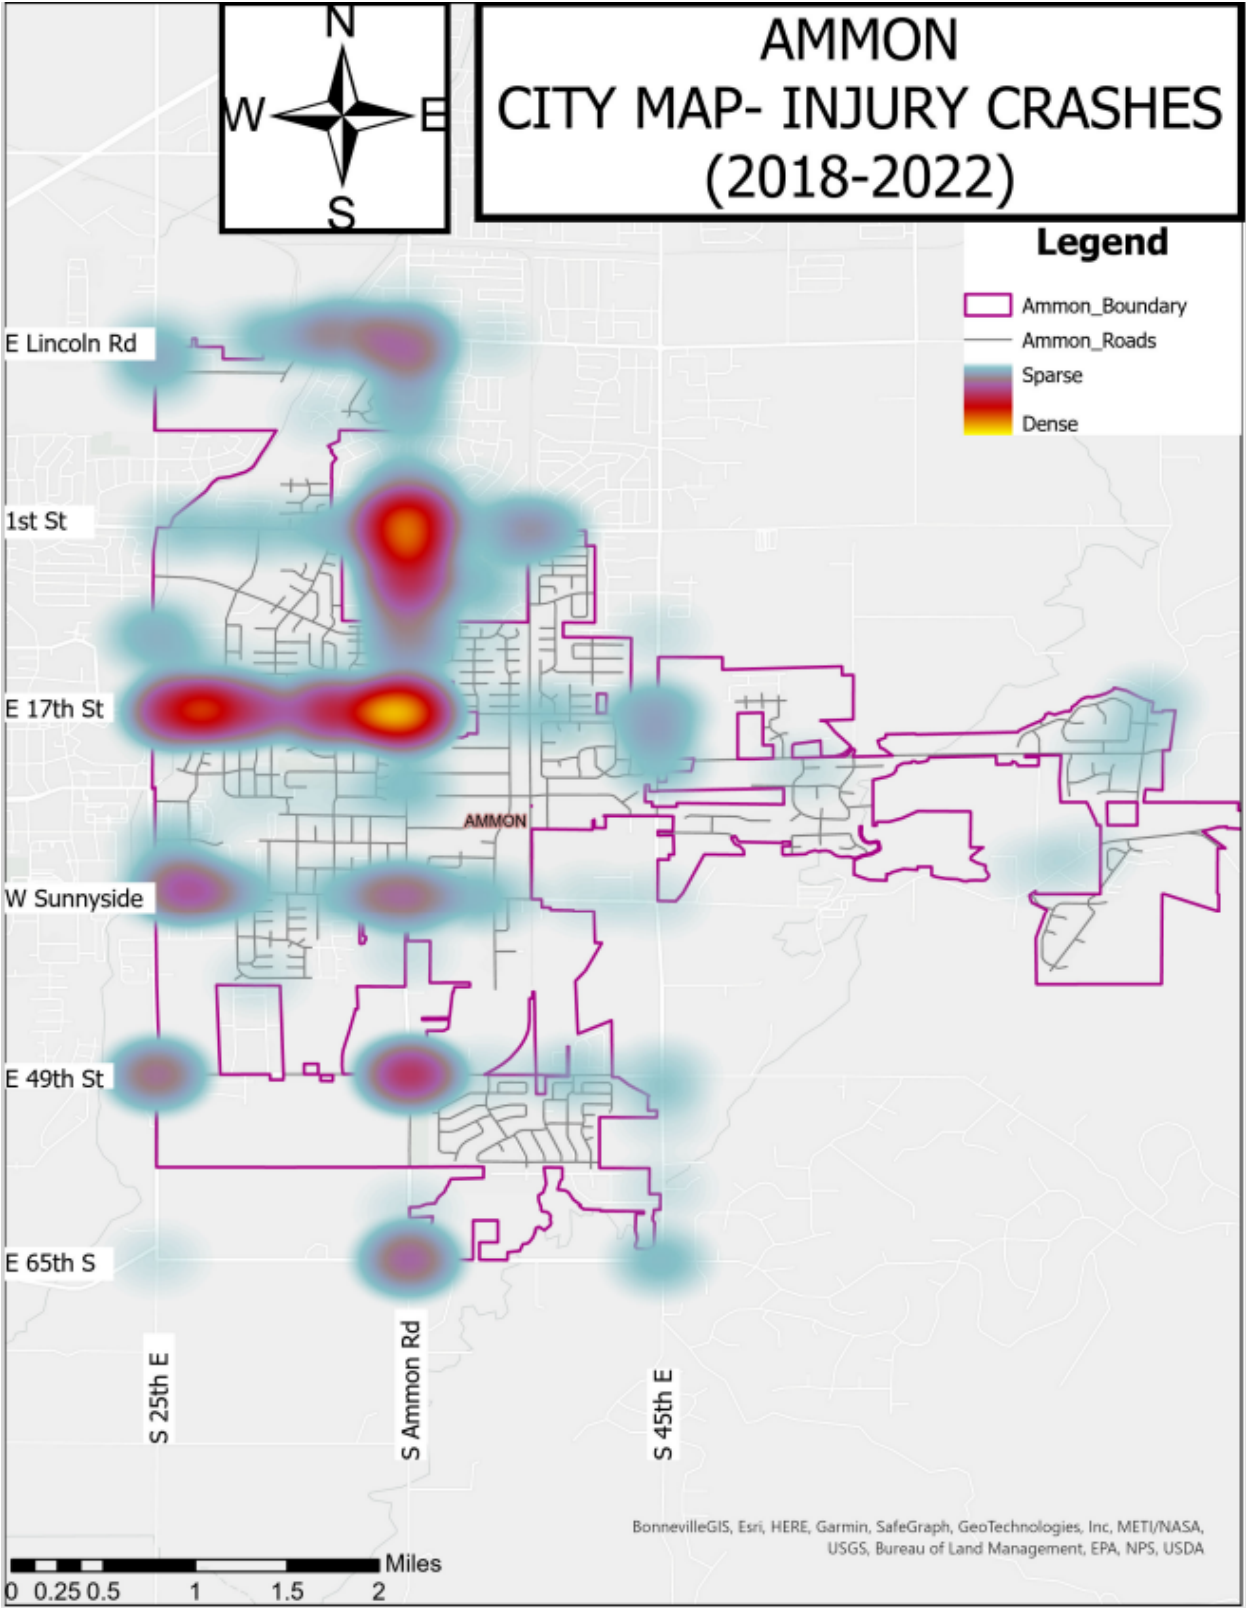 N
W E
S
AMMON
CITY MAP- INJURY CRASHES
(2018-2022)
Legend
Ammon_Boundary
Ammon_Roads
Sparse
Dense
E Lincoln Rd
1st St
E 17th St
AMMON
W Sunnyside
E 49th St
E 65th S
S 25th E
S Ammon Rd
S 45th E
BonnevilleGIS, Esri, HERE, Garmin, SafeGraph, GeoTechnologies, Inc, METI/NASA,
USGS, Bureau of Land Management, EPA, NPS, USDA
Miles
0 0.25 0.5 1 1.5 2